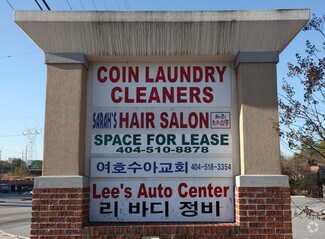 COIN LAUNDRY
CLEANERS
SARAH'S HAIR SALON
SPACE FOR LEASE
404-510-8878
여호수아교회 404-518-3354
Lee's Auto Center
리 바디 정비